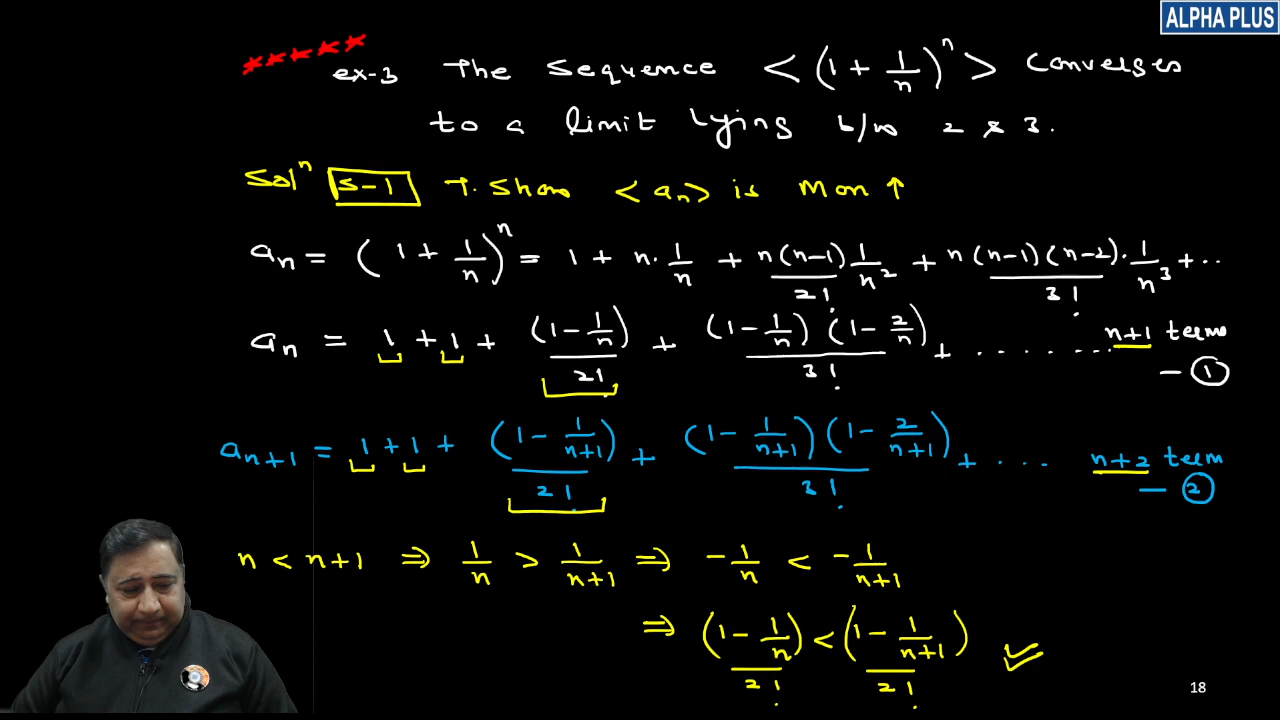 ALPHA PLUS
***** ex-3 The sequence <(1 + 1/n)^n> converges
to a limit lying b/w 2 & 3.
Sol^n S-1 T. Show <a_n> is Mon ↑
a_n = (1 + 1/n)^n = 1 + n·1/n + n(n-1)/2! 1/n^2 + n(n-1)(n-2)/3! · 1/n^3 + ..
a_n = 1 + 1 + (1 - 1/n)/2! + (1 - 1/n)(1 - 2/n)/3! + ........ n+1 terms
— ①
a_n+1 = 1 + 1 + (1 - 1/n+1)/2! + (1 - 1/n+1)(1 - 2/n+1)/3! + ... n+2 term
— ②
n < n+1 ⇒ 1/n > 1/n+1 ⇒ -1/n < -1/n+1
⇒ (1 - 1/n)/2! < (1 - 1/n+1)/2!
18